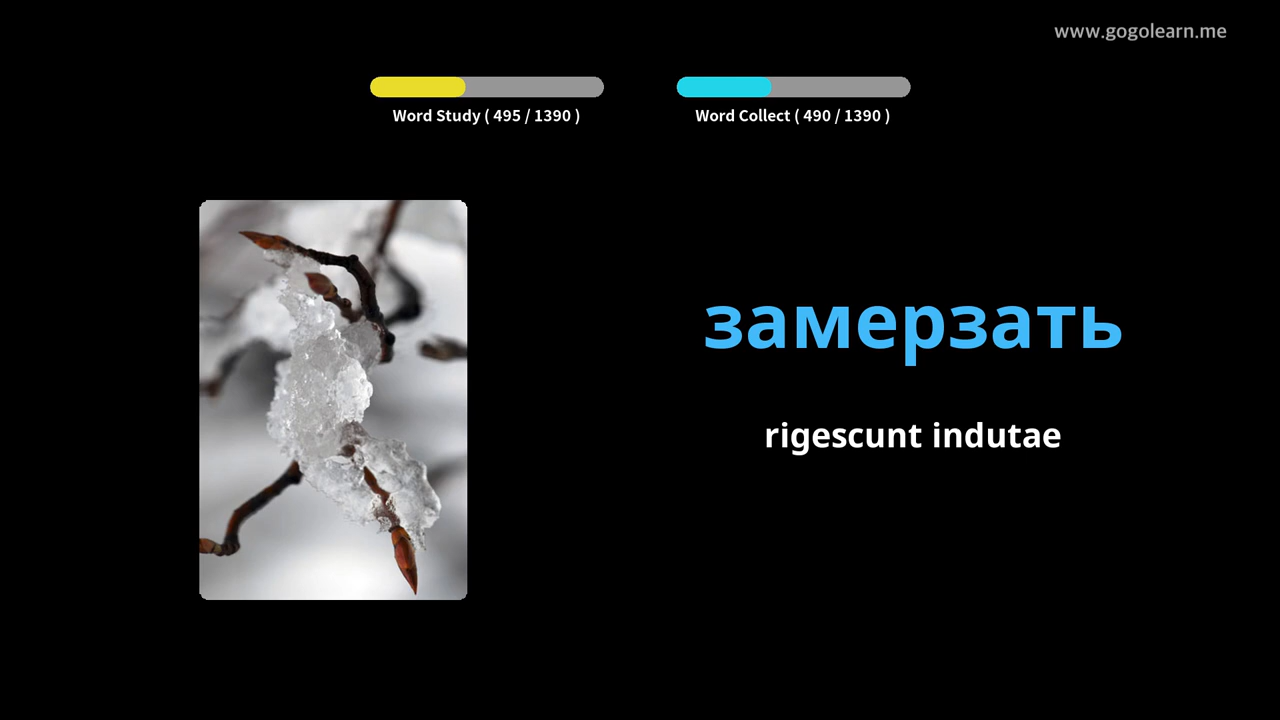 www.gogolearn.me
Word Study ( 495 / 1390 )
Word Collect ( 490 / 1390 )
замерзать
rigescunt indutae